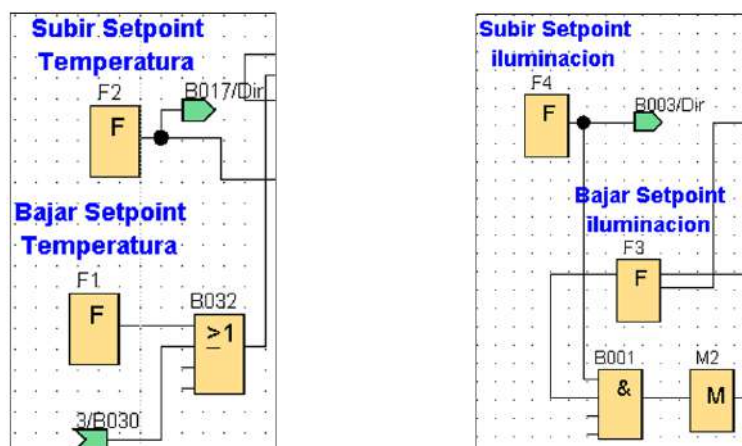 Subir Setpoint
Temperatura
F2
B017/Dir
F
Bajar Setpoint
Temperatura
F1
B032
F
≥1
3/B030
Subir Setpoint
iluminacion
F4
B003/Dir
F
Bajar Setpoint
iluminacion
F3
F
B001
M2
&
M